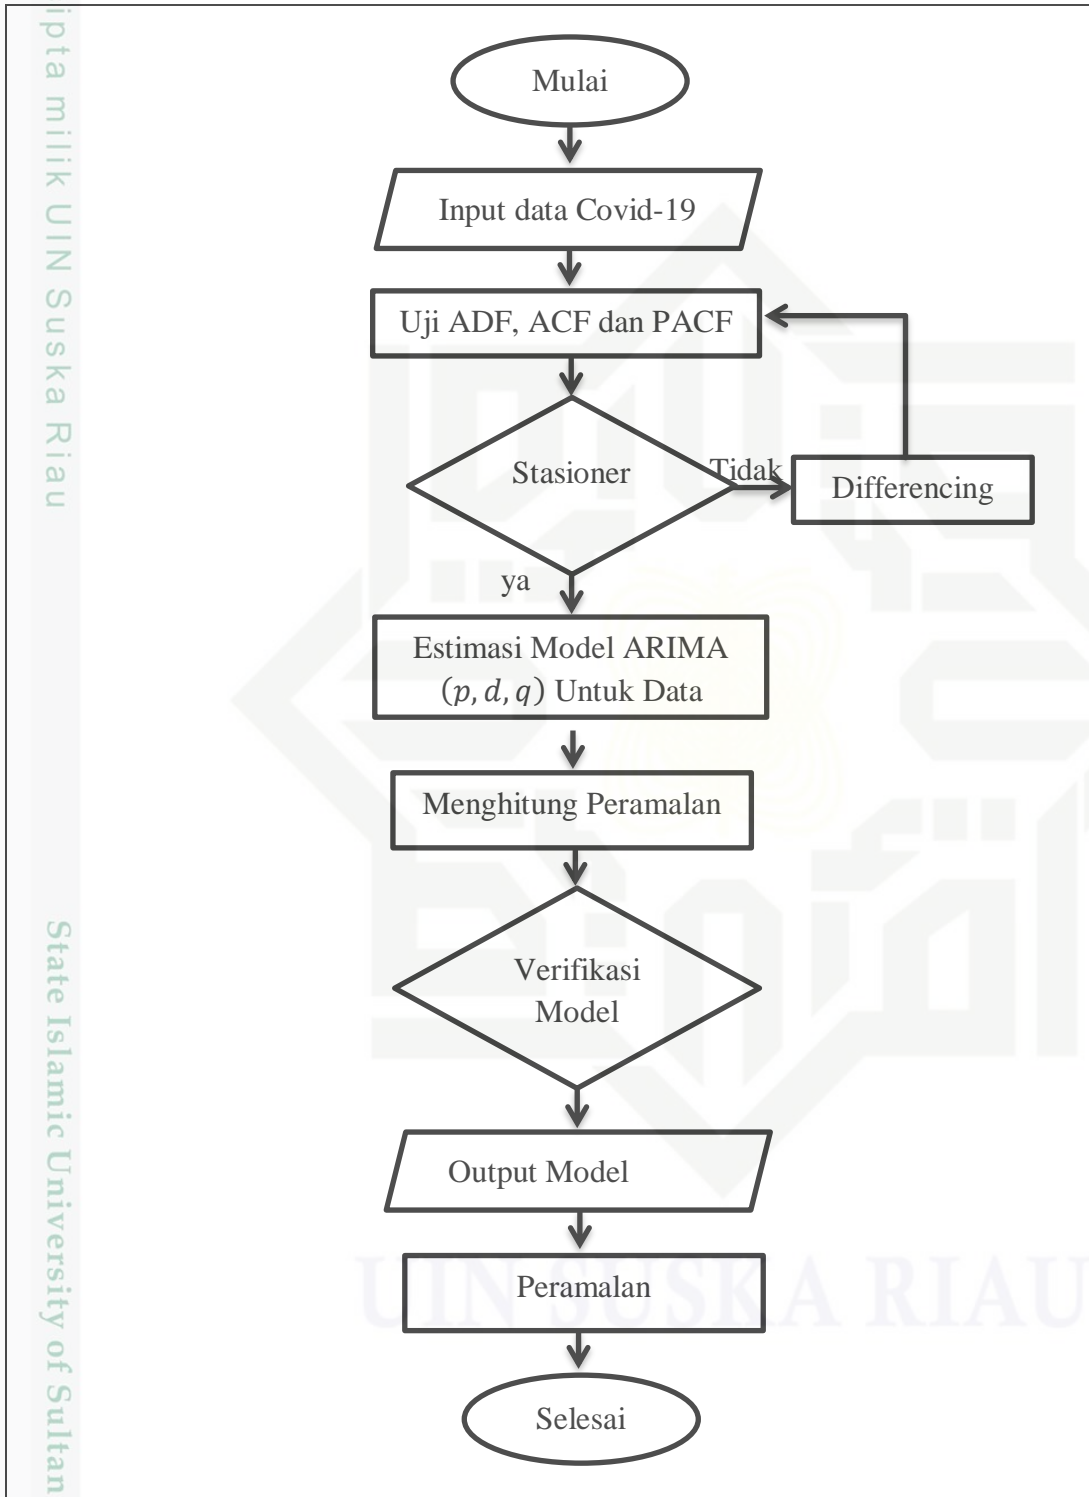 ipta milik UIN Suska Riau
State Islamic University of Sultan
Mulai
Input data Covid-19
Uji ADF, ACF dan PACF
Stasioner
Tidak
Differencing
ya
Estimasi Model ARIMA
(p, d, q) Untuk Data
Menghitung Peramalan
Verifikasi
Model
Output Model
Peramalan
UIN SUSKA RIAU
Selesai